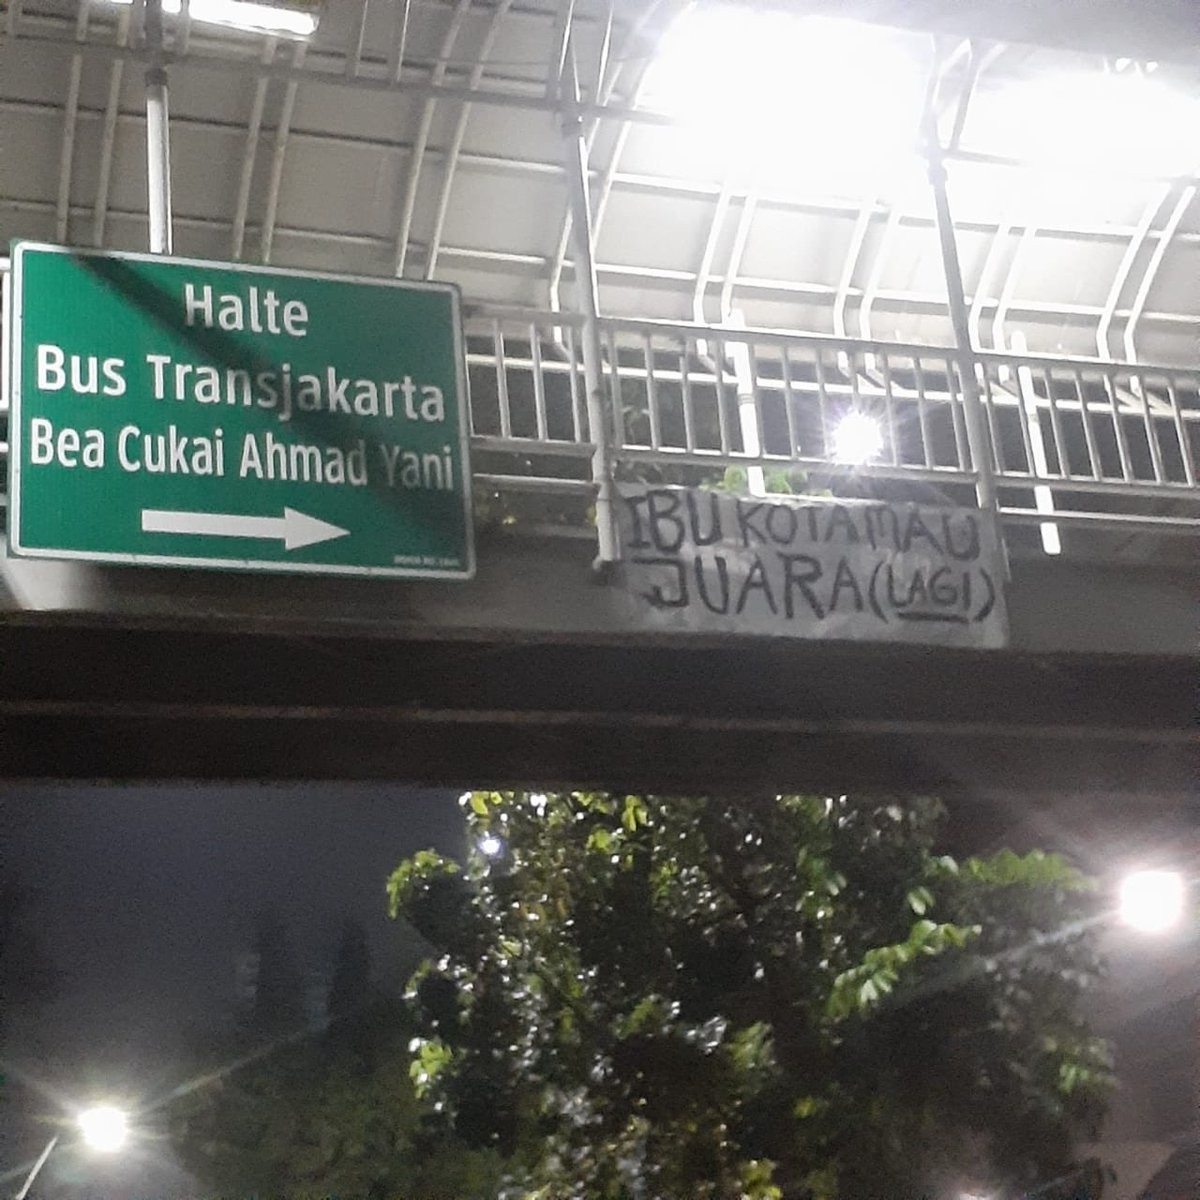 Halte
Bus Transjakarta
Bea Cukai Ahmad Yani
IBU KOTA MAU
JUARA (LAGI)